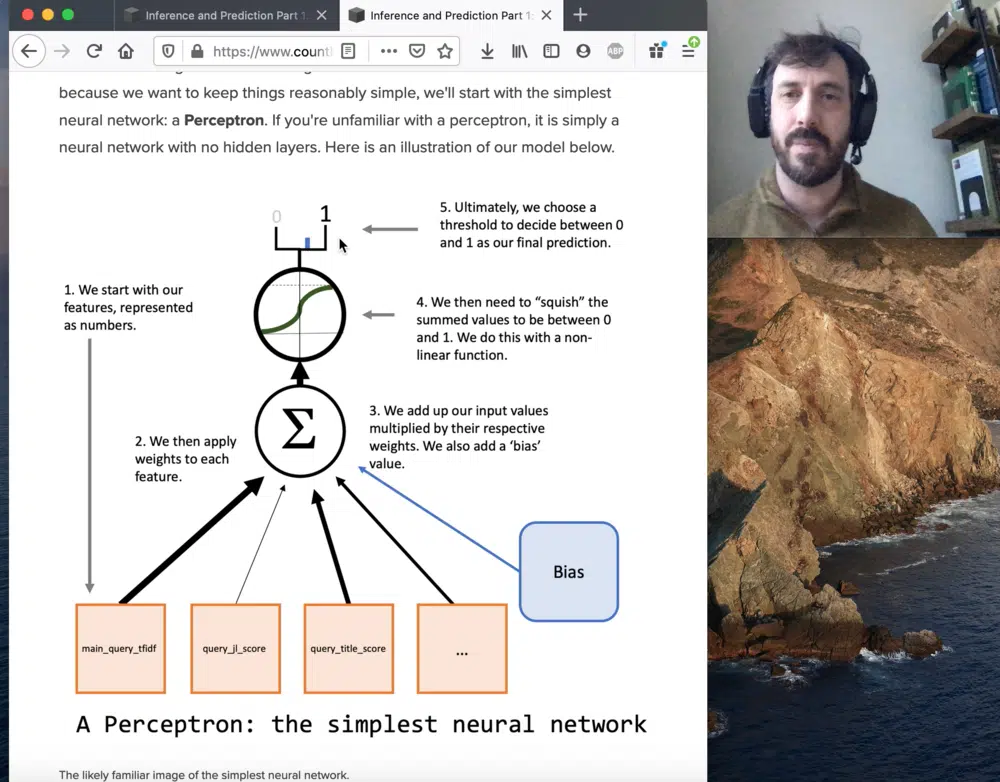 Inference and Prediction Part 1
Inference and Prediction Part 1:
https://www.count
ABP
because we want to keep things reasonably simple, we'll start with the simplest
neural network: a Perceptron. If you're unfamiliar with a perceptron, it is simply a
neural network with no hidden layers. Here is an illustration of our model below.
0
1
5. Ultimately, we choose a
threshold to decide between 0
and 1 as our final prediction.
1. We start with our
features, represented
as numbers.
4. We then need to “squish” the
summed values to be between 0
and 1. We do this with a non-
linear function.
Σ
3. We add up our input values
multiplied by their respective
weights. We also add a ‘bias’
value.
2. We then apply
weights to each
feature.
Bias
main_query_tfidf
query_jl_score
query_title_score
...
A Perceptron: the simplest neural network
The likely familiar image of the simplest neural network.